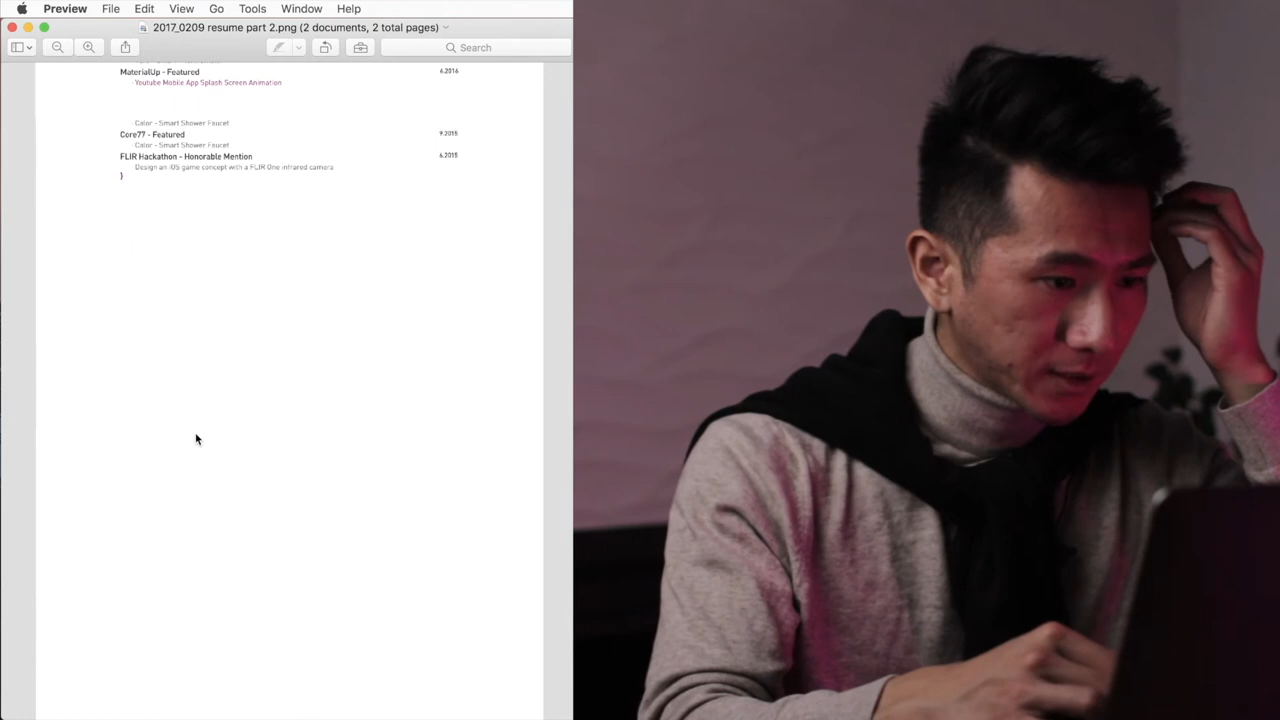 Preview File Edit View Go Tools Window Help
2017_0209 resume part 2.png (2 documents, 2 total pages)
Search
MaterialUp - Featured 6.2016
Youtube Mobile App Splash Screen Animation
Calor - Smart Shower Faucet
Core77 - Featured 9.2015
Calor - Smart Shower Faucet
FLIR Hackathon - Honorable Mention 6.2015
Design an iOS game concept with a FLIR One infrared camera
}